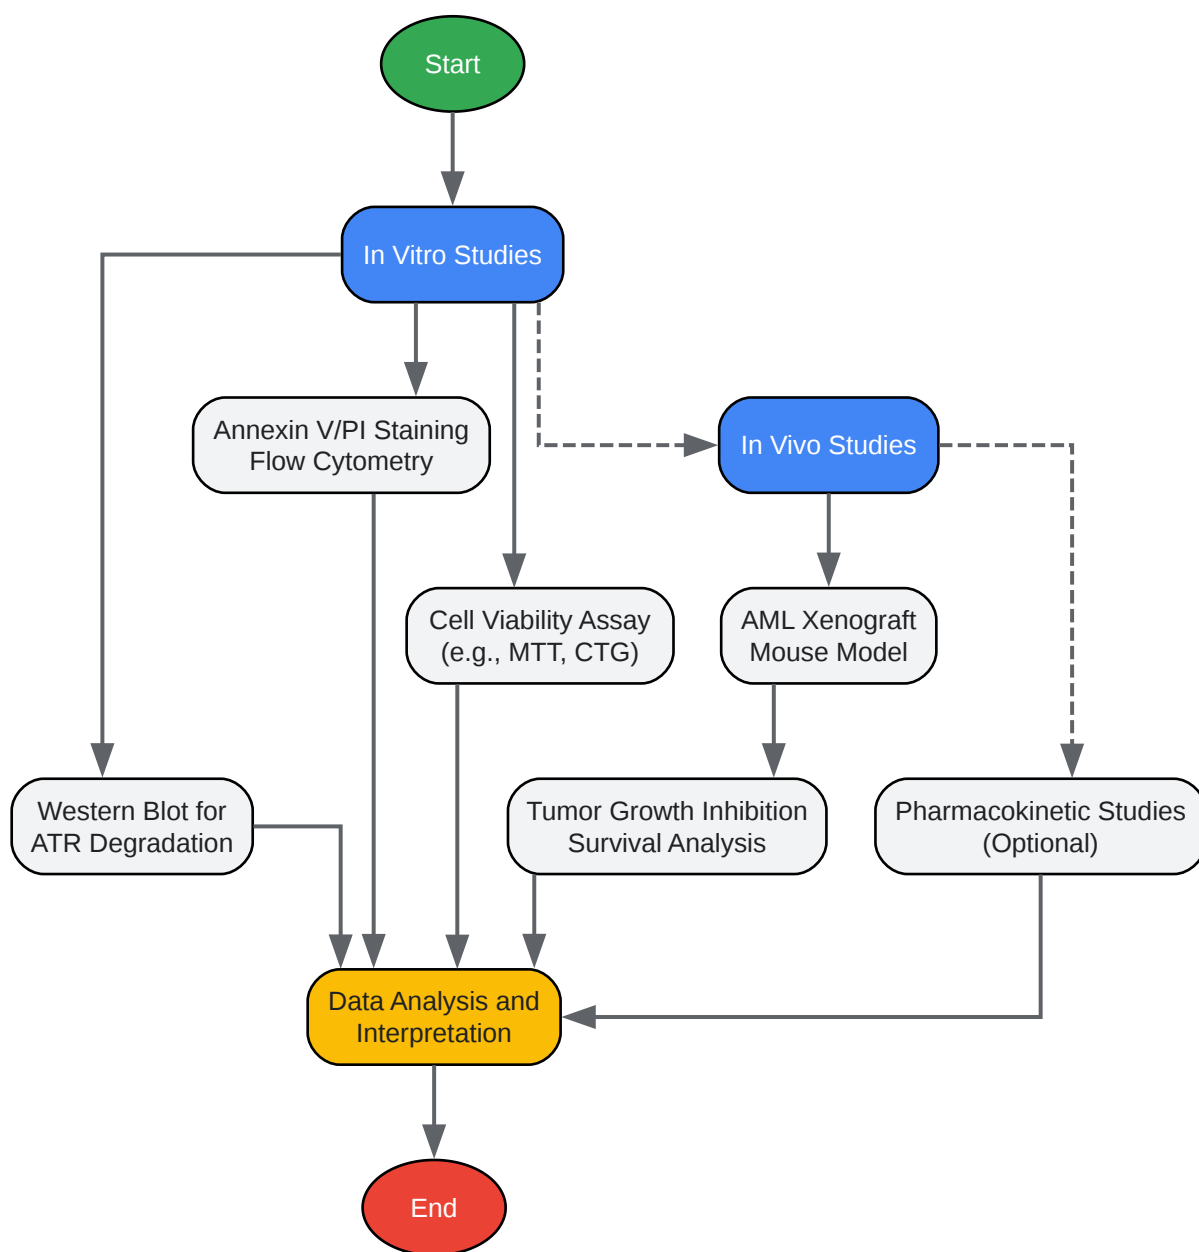 Start
In Vitro Studies
Annexin V/PI Staining
Flow Cytometry
In Vivo Studies
Cell Viability Assay
(e.g., MTT, CTG)
AML Xenograft
Mouse Model
Western Blot for
ATR Degradation
Tumor Growth Inhibition
Survival Analysis
Pharmacokinetic Studies
(Optional)
Data Analysis and
Interpretation
End